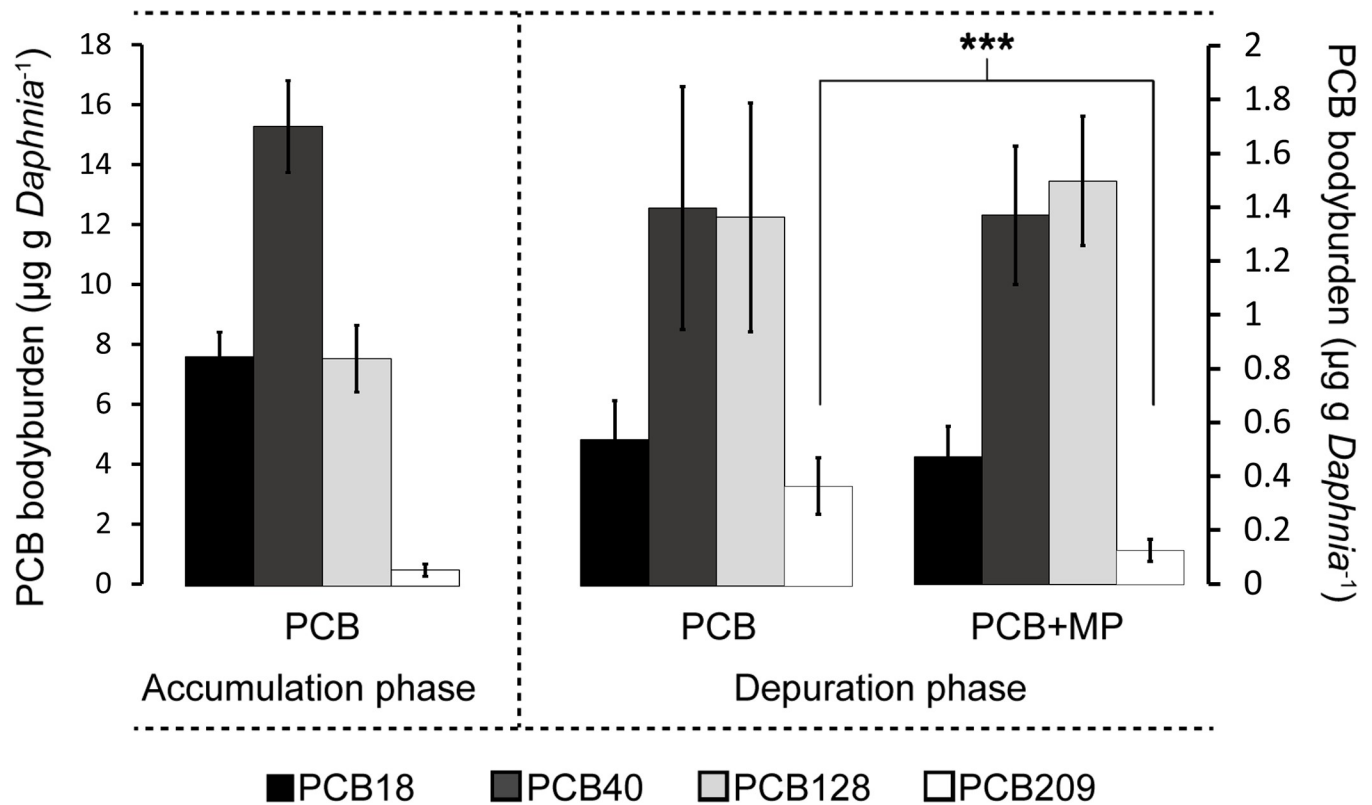 PCB bodyburden (µg g Daphnia-1)
18
16
14
12
10
8
6
4
2
0
***
2
1.8
1.6
1.4
1.2
1
0.8
0.6
0.4
0.2
0
PCB bodyburden (µg g Daphnia-1)
PCB
PCB
PCB+MP
Accumulation phase
Depuration phase
PCB18 PCB40 PCB128 PCB209